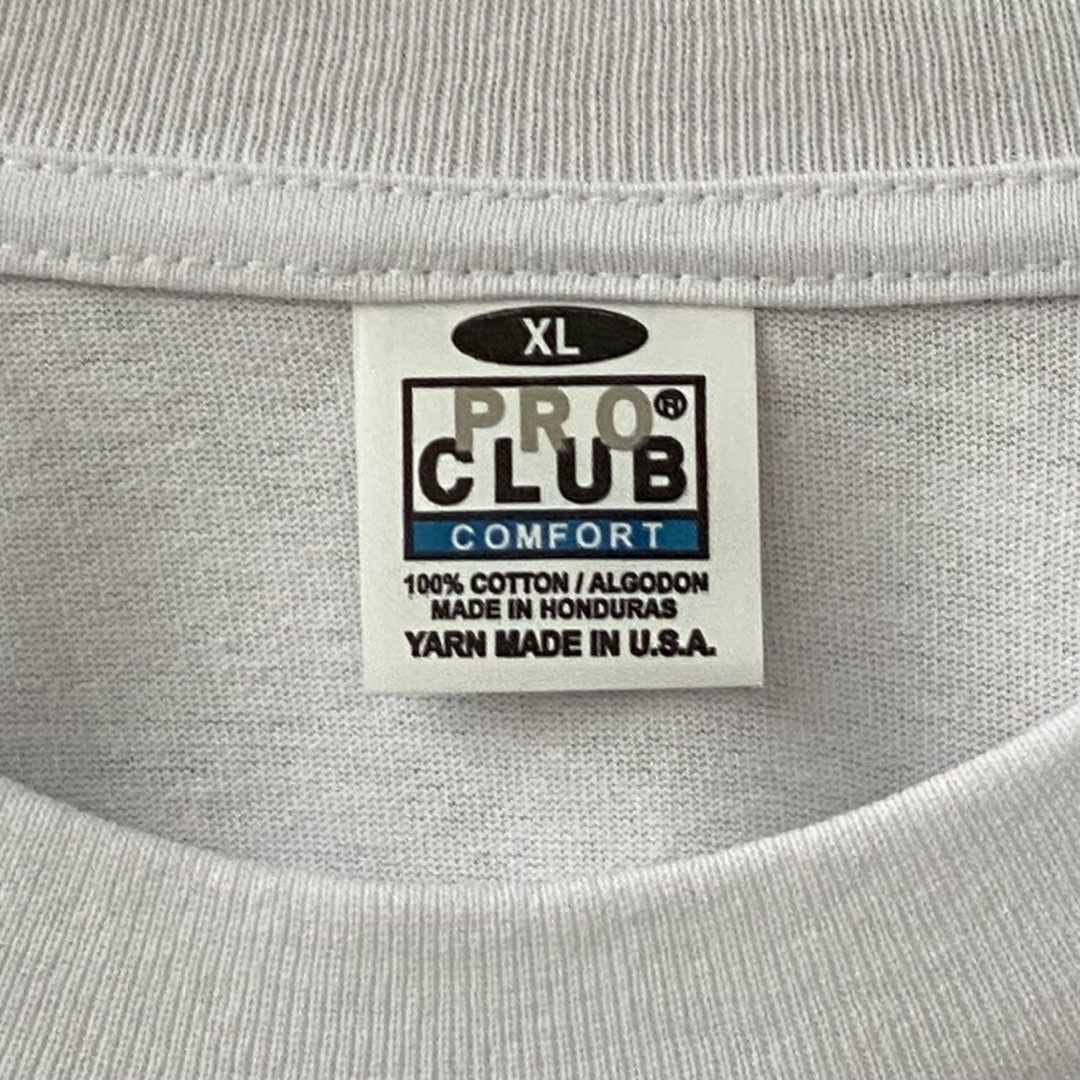 XL
PRO®
CLUB
COMFORT
100% COTTON / ALGODON
MADE IN HONDURAS
YARN MADE IN U.S.A.